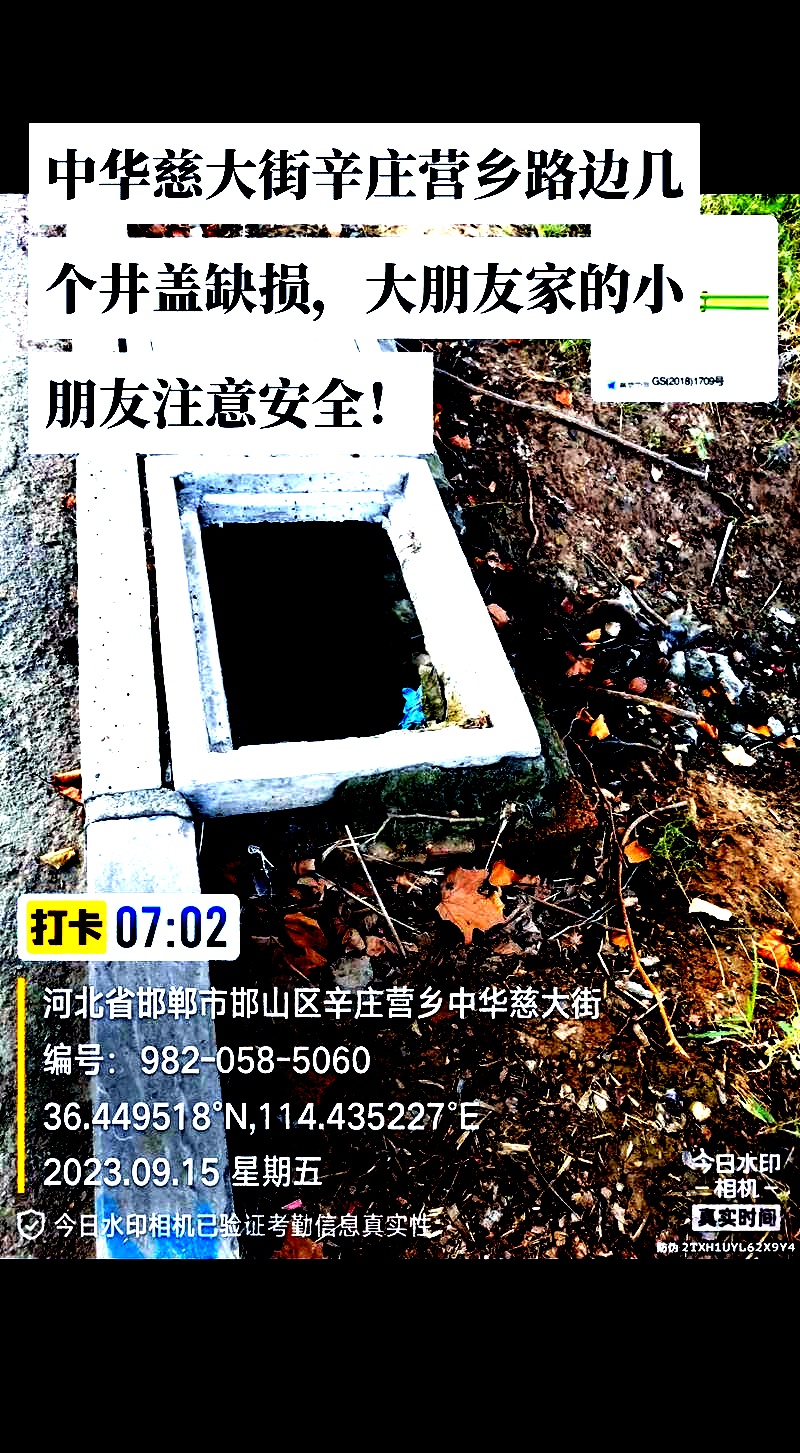 中华慈大街辛庄营乡路边几
个井盖缺损，大朋友家的小
朋友注意安全！
GS(2018)1709号
打卡 07:02
河北省邯郸市邯山区辛庄营乡中华慈大街
编号：982-058-5060
36.449518°N,114.435227°E
2023.09.15 星期五
今日水印相机已验证考勤信息真实性
今日水印
相机
真实时间
防伪 2TXH1UYL62X9Y4